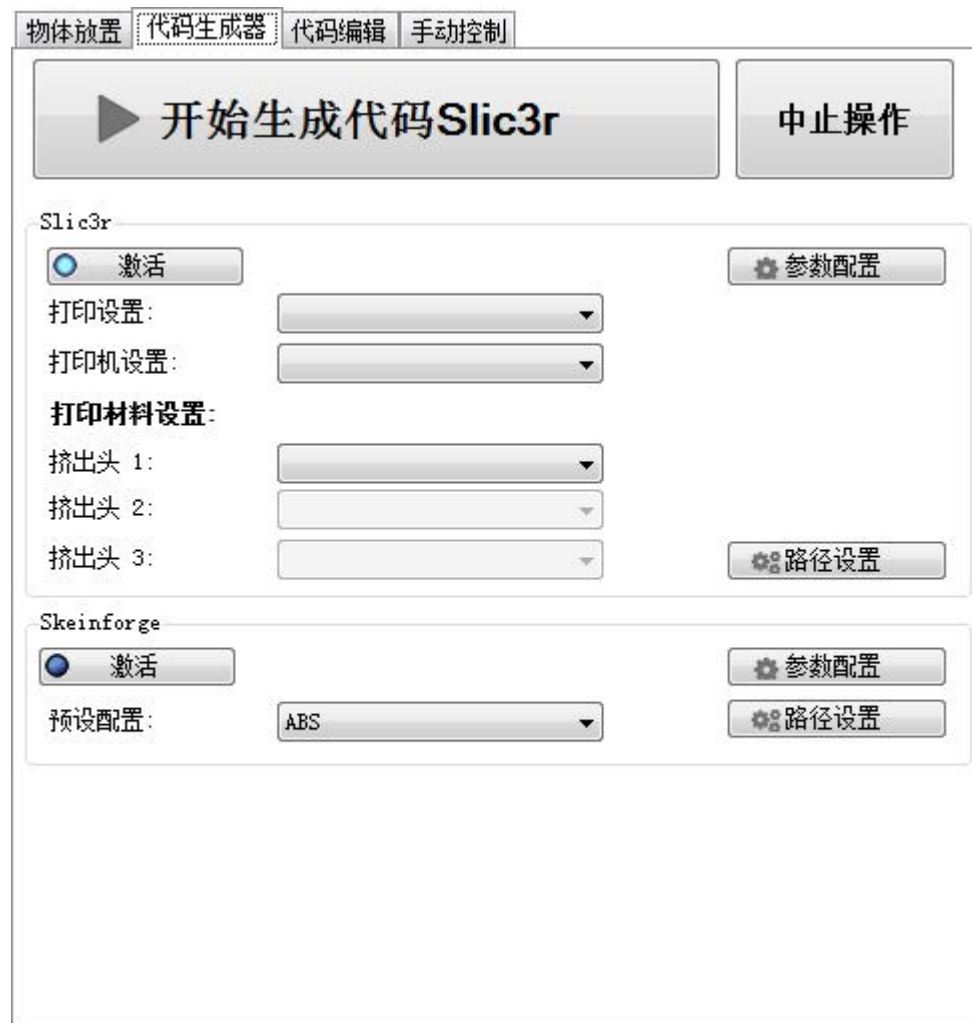 物体放置 代码生成器 代码编辑 手动控制
开始生成代码Slic3r 中止操作
Slic3r
激活 参数配置
打印设置:
打印机设置:
打印材料设置:
挤出头 1:
挤出头 2:
挤出头 3: 路径设置
Skeinforge
激活 参数配置
预设配置: ABS 路径设置